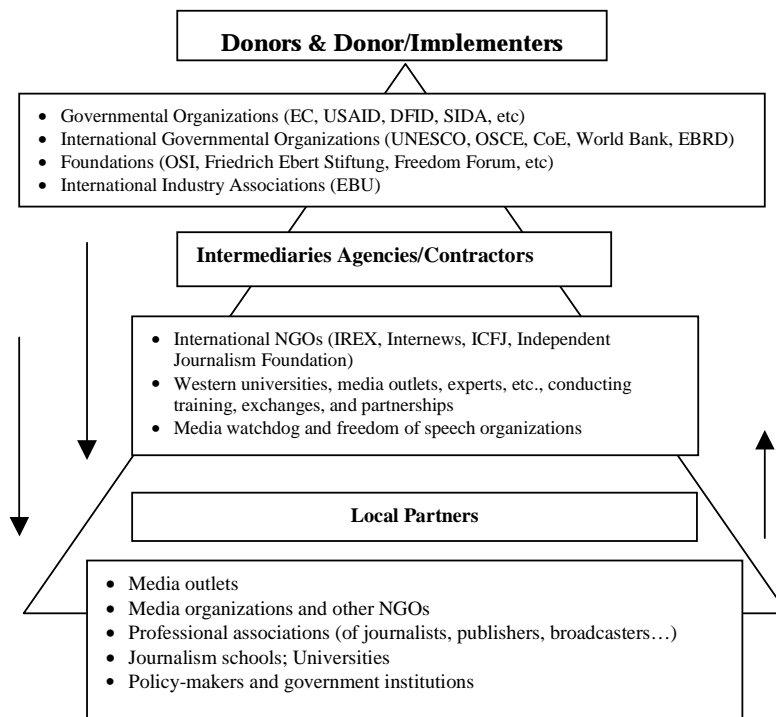 Donors & Donor/Implementers
• Governmental Organizations (EC, USAID, DFID, SIDA, etc)
• International Governmental Organizations (UNESCO, OSCE, CoE, World Bank, EBRD)
• Foundations (OSI, Friedrich Ebert Stiftung, Freedom Forum, etc)
• International Industry Associations (EBU)
Intermediaries Agencies/Contractors
• International NGOs (IREX, Internews, ICFJ, Independent
Journalism Foundation)
• Western universities, media outlets, experts, etc., conducting
training, exchanges, and partnerships
• Media watchdog and freedom of speech organizations
Local Partners
• Media outlets
• Media organizations and other NGOs
• Professional associations (of journalists, publishers, broadcasters…)
• Journalism schools; Universities
• Policy-makers and government institutions